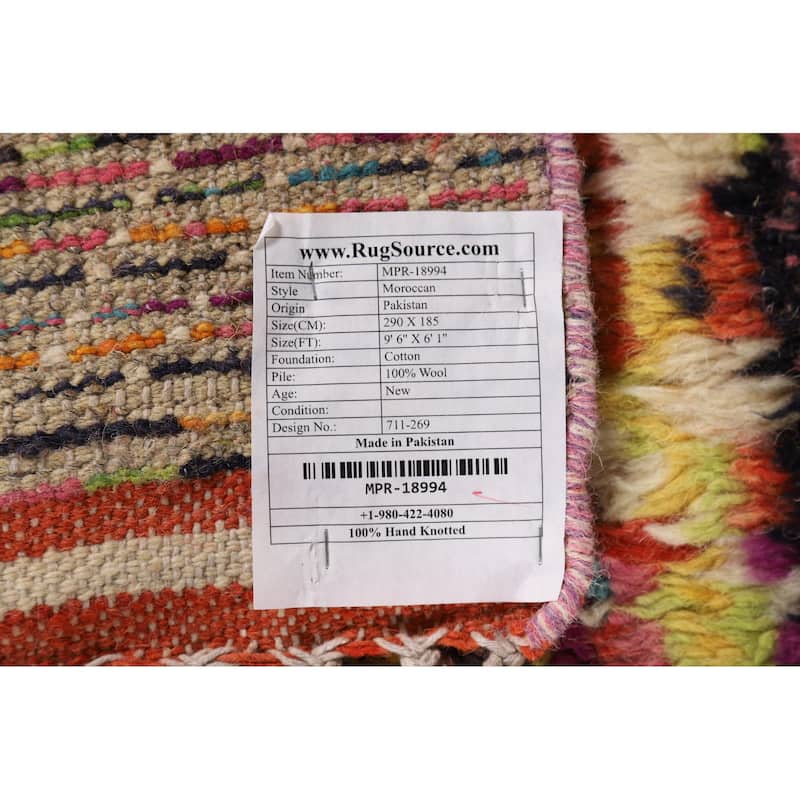 www.RugSource.com
Item Number: MPR-18994
Style Moroccan
Origin Pakistan
Size(CM): 290 X 185
Size(FT): 9' 6" X 6' 1"
Foundation: Cotton
Pile: 100% Wool
Age: New
Condition:
Design No.: 711-269
Made in Pakistan
MPR-18994
+1-980-422-4080
100% Hand Knotted